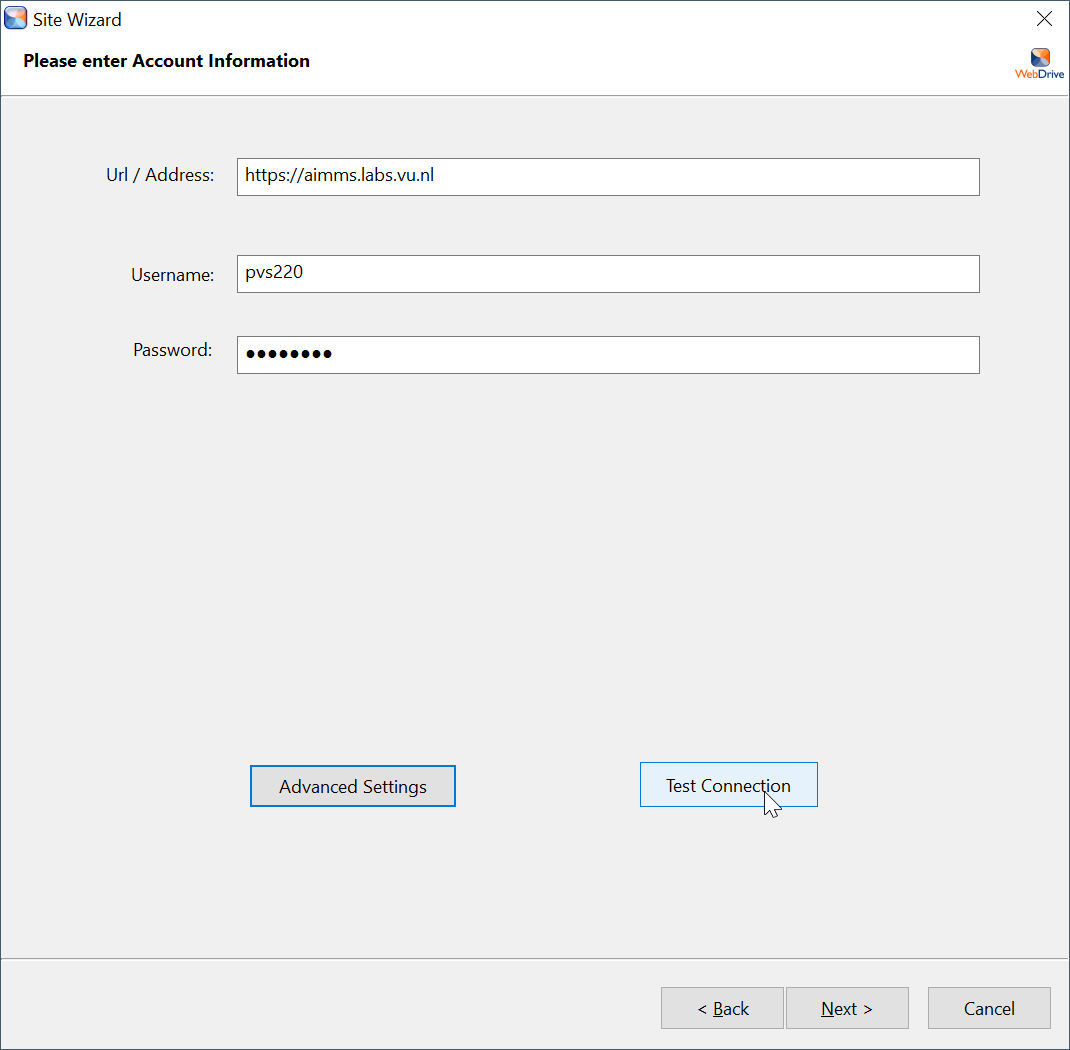 Site Wizard
Please enter Account Information
WebDrive
Url / Address: https://aimms.labs.vu.nl
Username: pvs220
Password: ●●●●●●●●
Advanced Settings Test Connection
< Back Next > Cancel